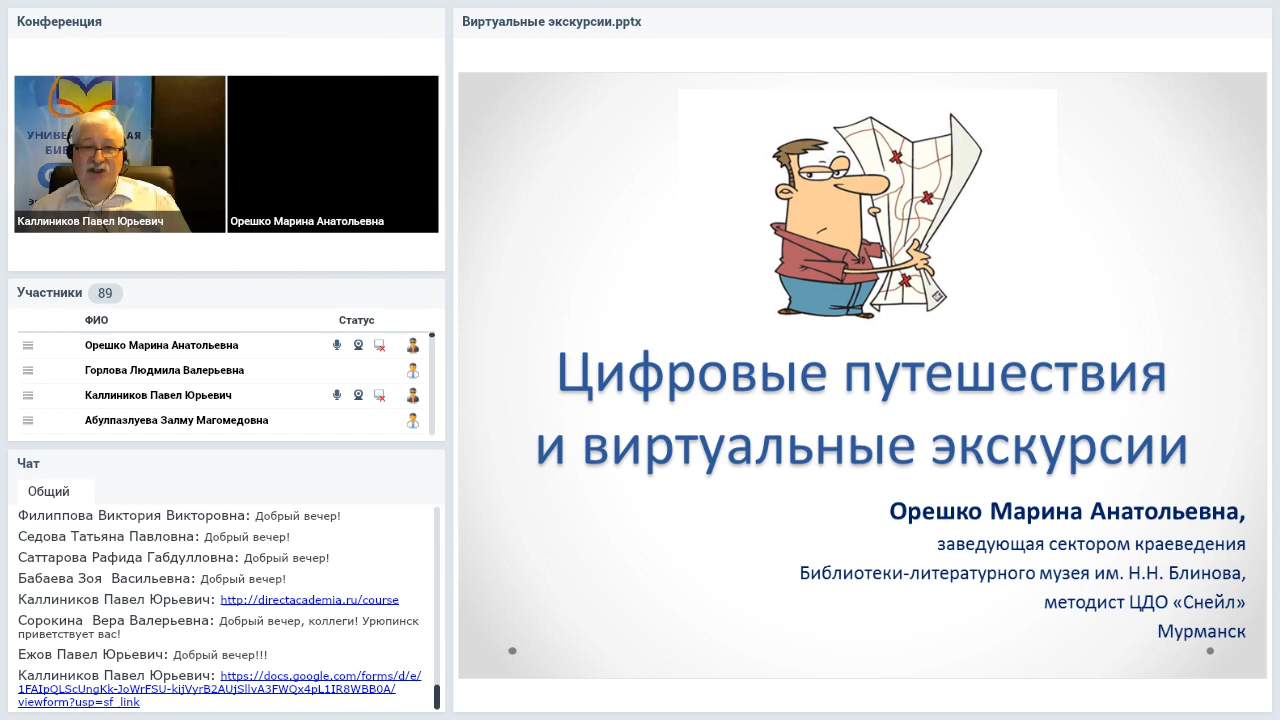 Конференция
УНИВЕ
АЯ
БИБ
Каллиников Павел Юрьевич
Орешко Марина Анатольевна
Участники 89
ФИО Статус
Орешко Марина Анатольевна
Горлова Людмила Валерьевна
Каллиников Павел Юрьевич
Абулпазлуева Залму Магомедовна
Чат
Общий
Филиппова Виктория Викторовна: Добрый вечер!
Седова Татьяна Павловна: Добрый вечер!
Саттарова Рафида Габдулловна: Добрый вечер!
Бабаева Зоя Васильевна: Добрый вечер!
Каллиников Павел Юрьевич: http://directacademia.ru/course
Сорокина Вера Валерьевна: Добрый вечер, коллеги! Урюпинск
приветствует вас!
Ежов Павел Юрьевич: Добрый вечер!!!
Каллиников Павел Юрьевич: https://docs.google.com/forms/d/e/
1FAIpQLScUngKk-JoWrFSU-kijVyrB2AUjSllvA3FWQx4pL1IR8WBB0A/
viewform?usp=sf_link
Виртуальные экскурсии.pptx
Цифровые путешествия
и виртуальные экскурсии
Орешко Марина Анатольевна,
заведующая сектором краеведения
Библиотеки-литературного музея им. Н.Н. Блинова,
методист ЦДО «Снейл»
Мурманск